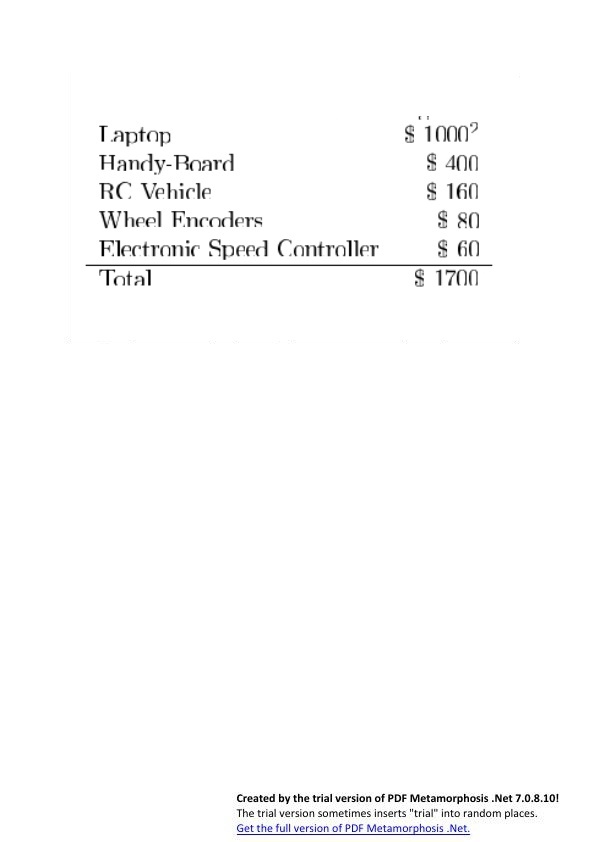 Laptop $ 1000²
Handy-Board $ 400
RC Vehicle $ 160
Wheel Encoders $ 80
Electronic Speed Controller $ 60
Total $ 1700
Created by the trial version of PDF Metamorphosis .Net 7.0.8.10!
The trial version sometimes inserts "trial" into random places.
Get the full version of PDF Metamorphosis .Net.